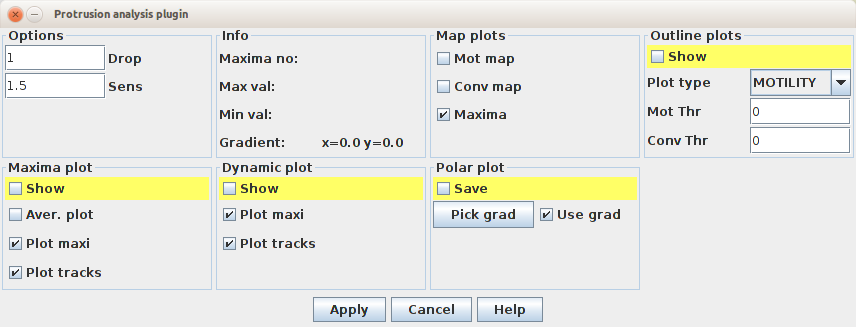 Protrusion analysis plugin
Options
1 Drop
1.5 Sens
Info
Maxima no:
Max val:
Min val:
Gradient: x=0.0 y=0.0
Map plots
Mot map
Conv map
Maxima
Outline plots
Show
Plot type MOTILITY
Mot Thr 0
Conv Thr 0
Maxima plot
Show
Aver. plot
Plot maxi
Plot tracks
Dynamic plot
Show
Plot maxi
Plot tracks
Polar plot
Save
Pick grad Use grad
Apply Cancel Help